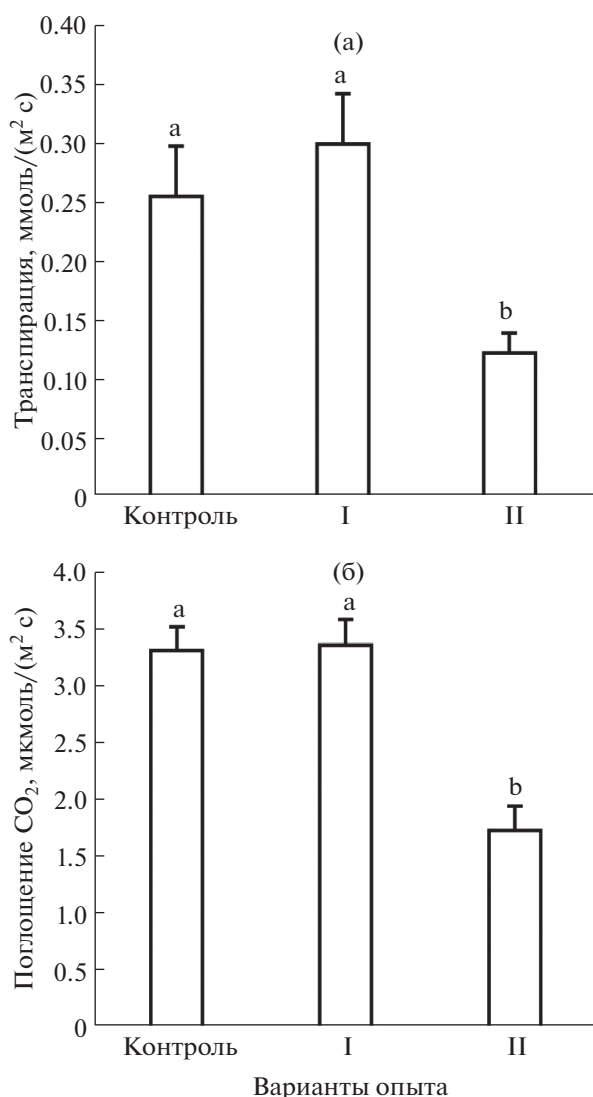 (а)
Транспирация, ммоль/(м² с)
0.40
0.35
0.30
0.25
0.20
0.15
0.10
0.05
0
a
a
b
Контроль
I
II
(б)
Поглощение CO₂, мкмоль/(м² с)
4.0
3.5
3.0
2.5
2.0
1.5
1.0
0.5
0
a
a
b
Контроль
I
II
Варианты опыта